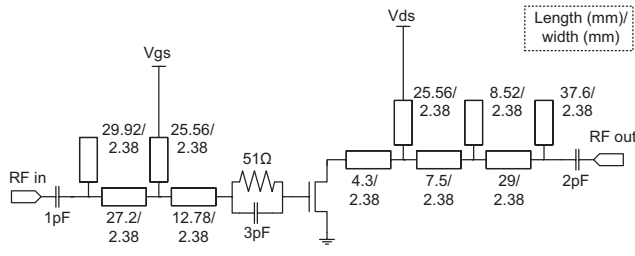 Length (mm)/
width (mm)
Vds
Vgs
25.56/
2.38
8.52/
2.38
37.6/
2.38
29.92/
2.38
25.56/
2.38
RF out
51Ω
RF in
1pF
27.2/
2.38
12.78/
2.38
3pF
4.3/
2.38
7.5/
2.38
29/
2.38
2pF